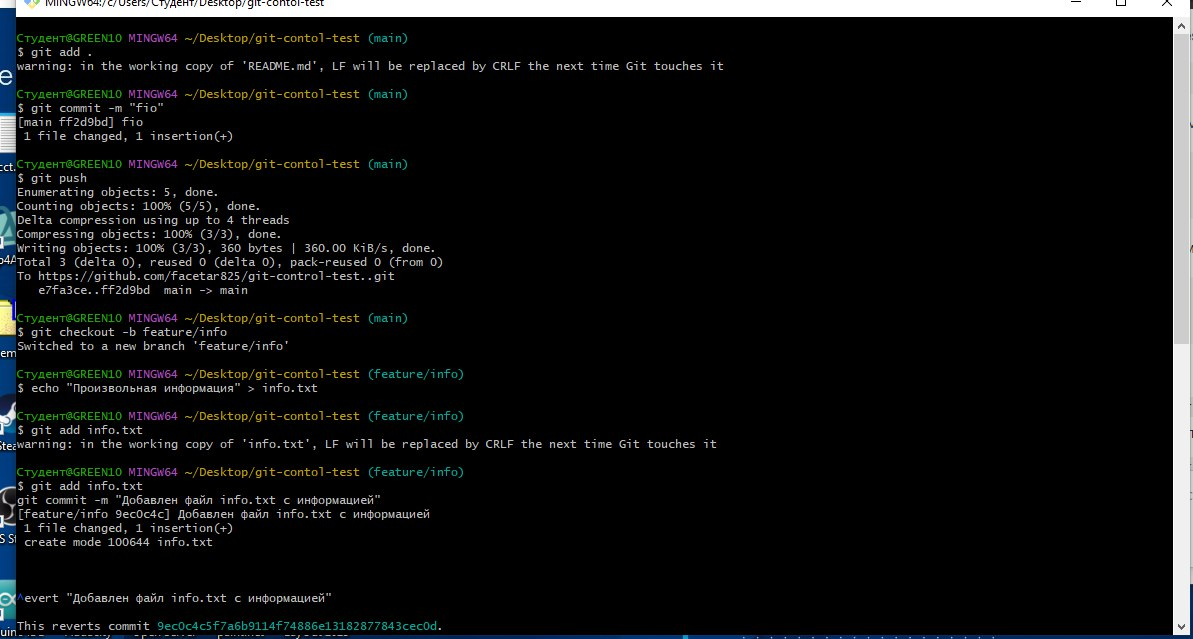 MINGW64:/c/Users/Студент/Desktop/git-contol-test
Студент@GREEN10 MINGW64 ~/Desktop/git-contol-test (main)
$ git add .
warning: in the working copy of 'README.md', LF will be replaced by CRLF the next time Git touches it
Студент@GREEN10 MINGW64 ~/Desktop/git-contol-test (main)
$ git commit -m "fio"
[main ff2d9bd] fio
1 file changed, 1 insertion(+)
Студент@GREEN10 MINGW64 ~/Desktop/git-contol-test (main)
$ git push
Enumerating objects: 5, done.
Counting objects: 100% (5/5), done.
Delta compression using up to 4 threads
Compressing objects: 100% (3/3), done.
Writing objects: 100% (3/3), 360 bytes | 360.00 KiB/s, done.
Total 3 (delta 0), reused 0 (delta 0), pack-reused 0 (from 0)
To https://github.com/facetar825/git-control-test..git
e7fa3ce..ff2d9bd main -> main
Студент@GREEN10 MINGW64 ~/Desktop/git-contol-test (main)
$ git checkout -b feature/info
Switched to a new branch 'feature/info'
Студент@GREEN10 MINGW64 ~/Desktop/git-contol-test (feature/info)
$ echo "Произвольная информация" > info.txt
Студент@GREEN10 MINGW64 ~/Desktop/git-contol-test (feature/info)
$ git add info.txt
warning: in the working copy of 'info.txt', LF will be replaced by CRLF the next time Git touches it
Студент@GREEN10 MINGW64 ~/Desktop/git-contol-test (feature/info)
$ git add info.txt
git commit -m "Добавлен файл info.txt с информацией"
[feature/info 9ec0c4c] Добавлен файл info.txt с информацией
1 file changed, 1 insertion(+)
create mode 100644 info.txt
^evert "Добавлен файл info.txt с информацией"
This reverts commit 9ec0c4c5f7a6b9114f74886e13182877843cec0d.